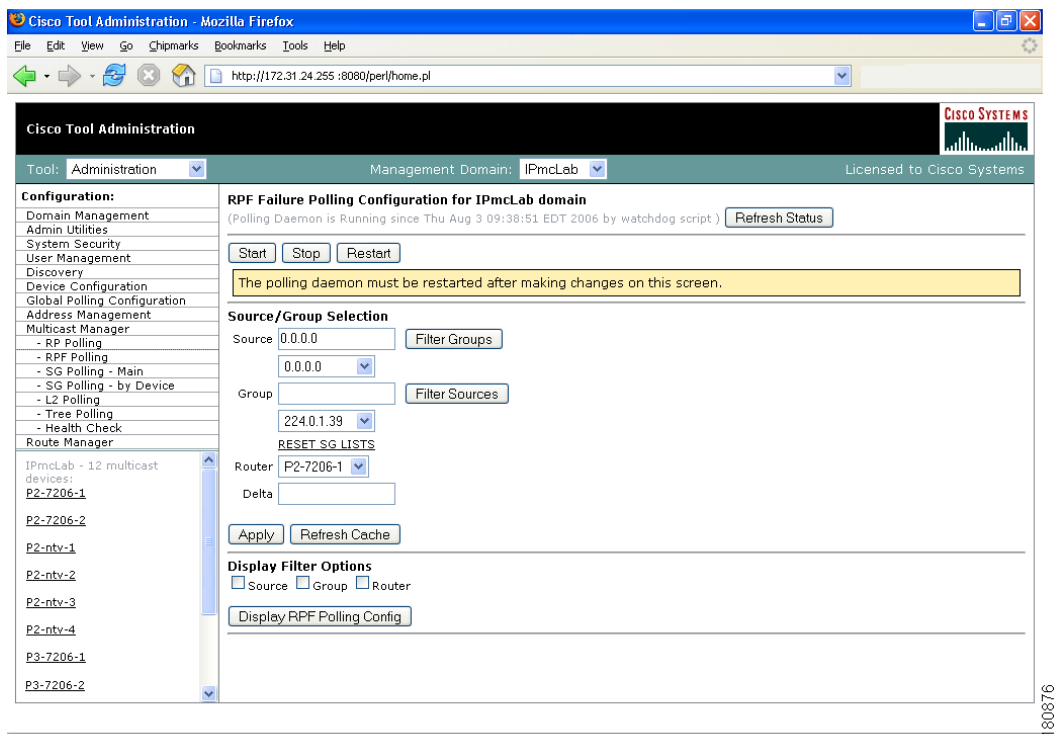 Cisco Tool Administration - Mozilla Firefox
File Edit View Go Chipmarks Bookmarks Tools Help
http://172.31.24.255 :8080/perl/home.pl
Cisco Tool Administration
CISCO SYSTEMS
Tool: Administration Management Domain: IPmcLab Licensed to Cisco Systems
Configuration:
Domain Management
Admin Utilities
System Security
User Management
Discovery
Device Configuration
Global Polling Configuration
Address Management
Multicast Manager
- RP Polling
- RPF Polling
- SG Polling - Main
- SG Polling - by Device
- L2 Polling
- Tree Polling
- Health Check
Route Manager
IPmcLab - 12 multicast
devices:
P2-7206-1
P2-7206-2
P2-ntv-1
P2-ntv-2
P2-ntv-3
P2-ntv-4
P3-7206-1
P3-7206-2
RPF Failure Polling Configuration for IPmcLab domain
(Polling Daemon is Running since Thu Aug 3 09:38:51 EDT 2006 by watchdog script ) Refresh Status
Start Stop Restart
The polling daemon must be restarted after making changes on this screen.
Source/Group Selection
Source 0.0.0.0 Filter Groups
0.0.0.0
Group Filter Sources
224.0.1.39
RESET SG LISTS
Router P2-7206-1
Delta
Apply Refresh Cache
Display Filter Options
Source Group Router
Display RPF Polling Config
180876